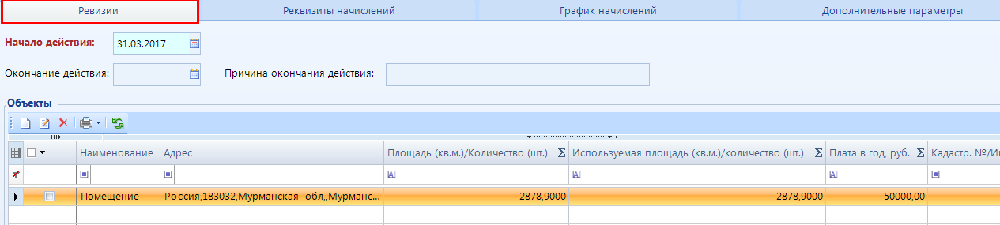 Ревизии Реквизиты начислений График начислений Дополнительные параметры
Начало действия: 31.03.2017
Окончание действия: Причина окончания действия:
Объекты
Наименование Адрес Площадь (кв.м.)/Количество (шт.) Σ Используемая площадь (кв.м.)/количество (шт.) Σ Плата в год, руб. Σ Кадастр. №/Ин
Помещение Россия,183032,Мурманская обл,,Мурманс... 2878,9000 2878,9000 50000,00